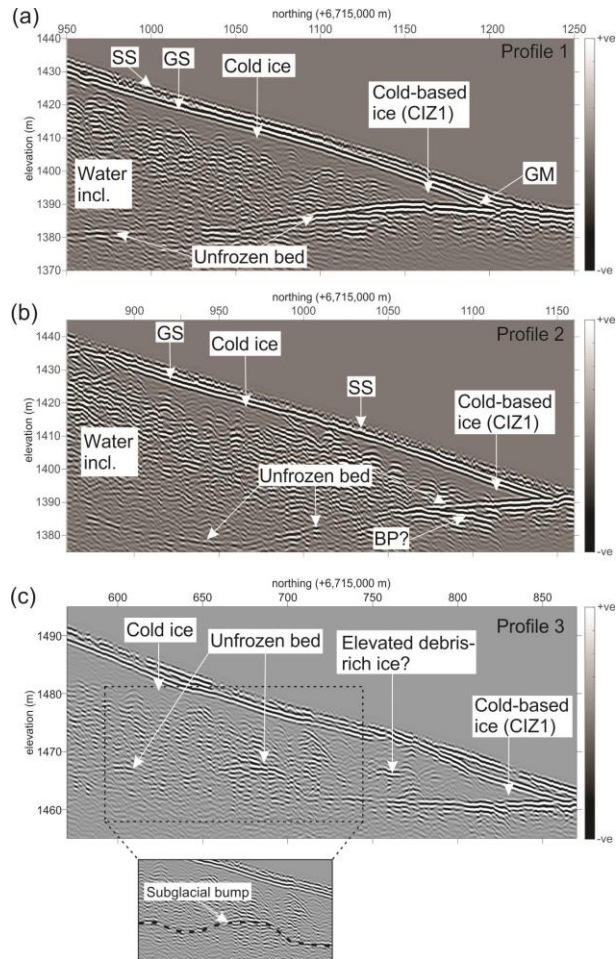 (a)
northing (+6,715,000 m)
950 1000 1050 1100 1150 1200 1250
1440
1430
1420
1410
1400
1390
1380
1370
elevation (m)
SS
GS
Cold ice
Profile 1
Cold-based
ice (CIZ1)
GM
Water
incl.
Unfrozen bed
+ve
-ve
(b)
northing (+6,715,000 m)
900 950 1000 1050 1100 1150
1440
1430
1420
1410
1400
1390
1380
elevation (m)
GS
Cold ice
SS
Profile 2
Cold-based
ice (CIZ1)
Water
incl.
Unfrozen bed
BP?
+ve
-ve
(c)
northing (+6,715,000 m)
600 650 700 750 800 850
1490
1480
1470
1460
elevation (m)
Cold ice
Unfrozen bed
Profile 3
Elevated debris-
rich ice?
Cold-based
ice (CIZ1)
+ve
-ve
Subglacial bump